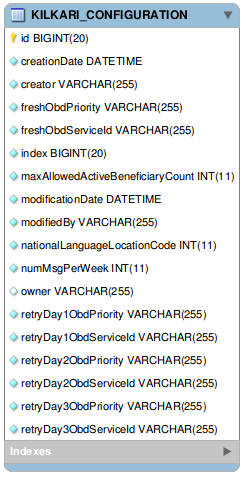 KILKARI_CONFIGURATION
id BIGINT(20)
creationDate DATETIME
creator VARCHAR(255)
freshObdPriority VARCHAR(255)
freshObdServiceId VARCHAR(255)
index BIGINT(20)
maxAllowedActiveBeneficiaryCount INT(11)
modificationDate DATETIME
modifiedBy VARCHAR(255)
nationalLanguageLocationCode INT(11)
numMsgPerWeek INT(11)
owner VARCHAR(255)
retryDay1ObdPriority VARCHAR(255)
retryDay1ObdServiceId VARCHAR(255)
retryDay2ObdPriority VARCHAR(255)
retryDay2ObdServiceId VARCHAR(255)
retryDay3ObdPriority VARCHAR(255)
retryDay3ObdServiceId VARCHAR(255)
Indexes